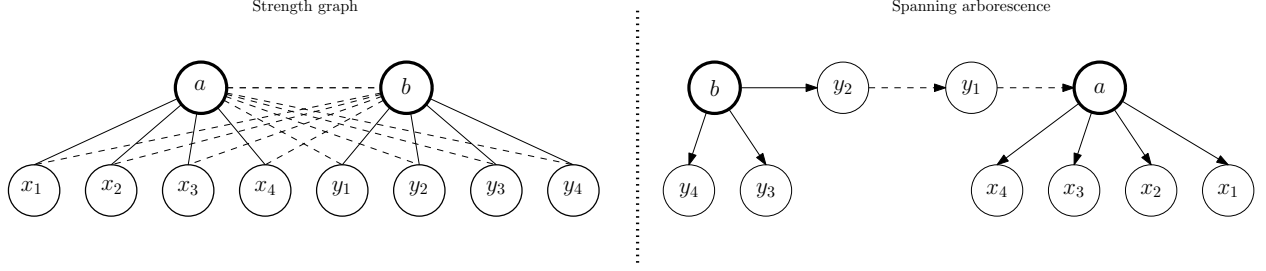 Strength graph
a b
x₁ x₂ x₃ x₄ y₁ y₂ y₃ y₄
Spanning arborescence
b y₂ y₁ a
y₄ y₃ x₄ x₃ x₂ x₁